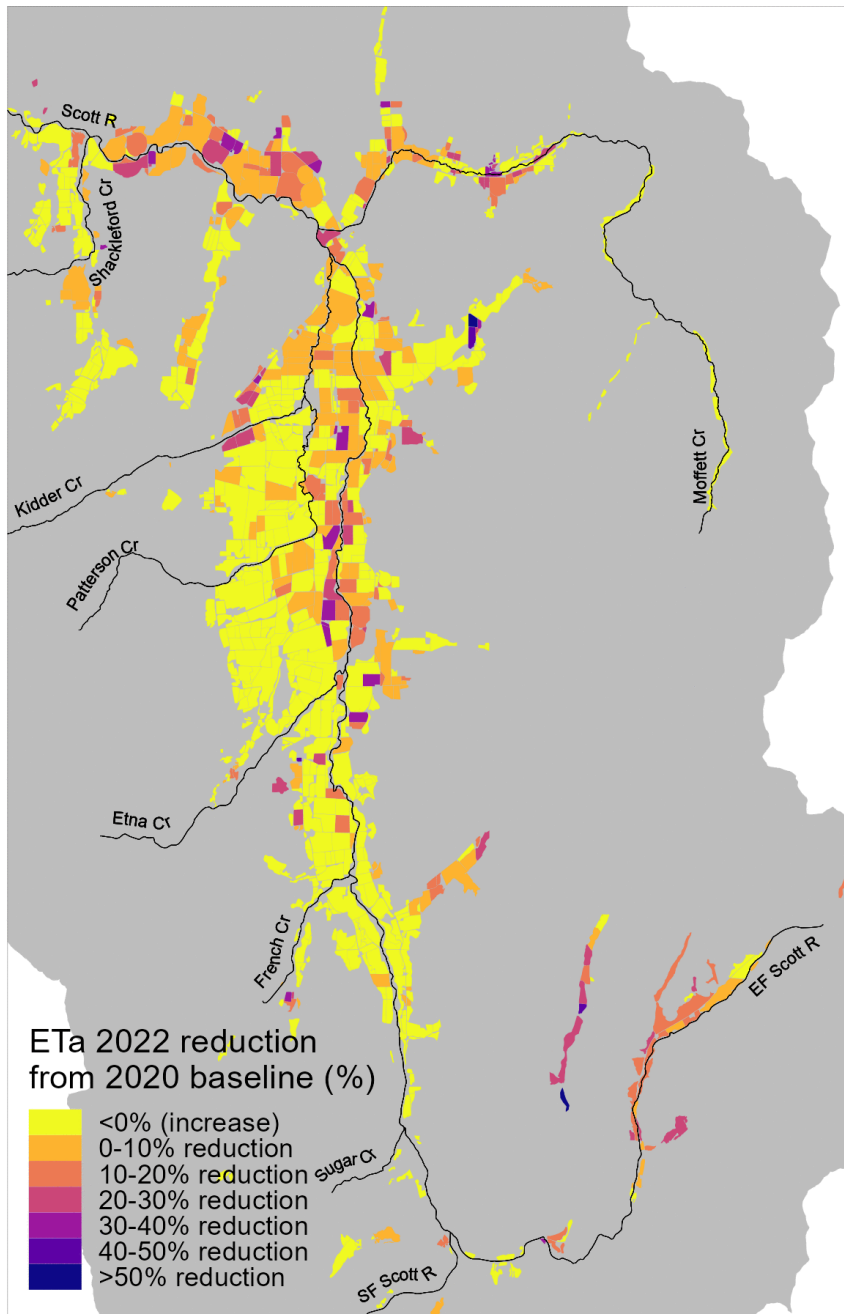 Scott R
Shackleford Cr
Kidder Cr
Moffett Cr
Patterson Cr
Etna Cr
French Cr
EF Scott R
ETa 2022 reduction
from 2020 baseline (%)
<0% (increase)
0-10% reduction
10-20% reduction
20-30% reduction
30-40% reduction
40-50% reduction
>50% reduction
Sugar Cr
SF Scott R